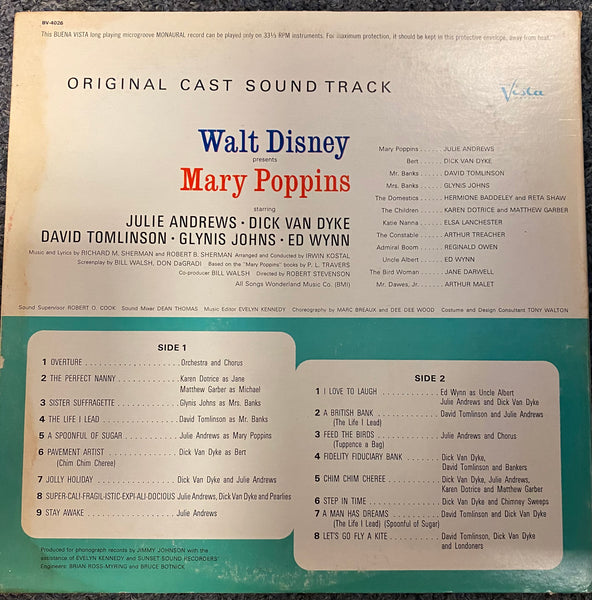 BV-4026
This BUENA VISTA long playing microgroove MONAURAL record can be played only on 33⅓ RPM instruments. For maximum protection, it should be kept in this protective envelope, away from heat.
ORIGINAL CAST SOUND TRACK
Vista
Walt Disney
presents
Mary Poppins
starring
JULIE ANDREWS · DICK VAN DYKE
DAVID TOMLINSON · GLYNIS JOHNS · ED WYNN
Music and Lyrics by RICHARD M. SHERMAN and ROBERT B. SHERMAN Arranged and Conducted by IRWIN KOSTAL
Screenplay by BILL WALSH, DON DaGRADI Based on the "Mary Poppins" books by P. L. TRAVERS
Co-producer BILL WALSH Directed by ROBERT STEVENSON
All Songs Wonderland Music Co. (BMI)
Mary Poppins ...... JULIE ANDREWS
Bert ...... DICK VAN DYKE
Mr. Banks ...... DAVID TOMLINSON
Mrs. Banks ...... GLYNIS JOHNS
The Domestics ...... HERMIONE BADDELEY and RETA SHAW
The Children ...... KAREN DOTRICE and MATTHEW GARBER
Katie Nanna ...... ELSA LANCHESTER
The Constable ...... ARTHUR TREACHER
Admiral Boom ...... REGINALD OWEN
Uncle Albert ...... ED WYNN
The Bird Woman ...... JANE DARWELL
Mr. Dawes, Jr. ...... ARTHUR MALET
Sound Supervisor ROBERT O. COOK Sound Mixer DEAN THOMAS Music Editor EVELYN KENNEDY Choreography by MARC BREAUX and DEE DEE WOOD Costume and Design Consultant TONY WALTON
SIDE 1
1 OVERTURE ...... Orchestra and Chorus
2 THE PERFECT NANNY ...... Karen Dotrice as Jane
Matthew Garber as Michael
3 SISTER SUFFRAGETTE ...... Glynis Johns as Mrs. Banks
4 THE LIFE I LEAD ...... David Tomlinson as Mr. Banks
5 A SPOONFUL OF SUGAR ...... Julie Andrews as Mary Poppins
6 PAVEMENT ARTIST ...... Dick Van Dyke as Bert
(Chim Chim Cheree)
7 JOLLY HOLIDAY ...... Dick Van Dyke and Julie Andrews
8 SUPER-CALI-FRAGIL-ISTIC-EXPI-ALI-DOCIOUS Julie Andrews, Dick Van Dyke and Pearlies
9 STAY AWAKE ...... Julie Andrews
Produced for phonograph records by JIMMY JOHNSON with the
assistance of EVELYN KENNEDY and SUNSET SOUND RECORDERS
Engineers: BRIAN ROSS-MYRING and BRUCE BOTNICK
SIDE 2
1 I LOVE TO LAUGH ...... Ed Wynn as Uncle Albert
Julie Andrews and Dick Van Dyke
2 A BRITISH BANK ...... David Tomlinson and Julie Andrews
(The Life I Lead)
3 FEED THE BIRDS ...... Julie Andrews and Chorus
(Tuppence a Bag)
4 FIDELITY FIDUCIARY BANK ...... Dick Van Dyke,
David Tomlinson and Bankers
5 CHIM CHIM CHEREE ...... Dick Van Dyke, Julie Andrews,
Karen Dotrice and Matthew Garber
6 STEP IN TIME ...... Dick Van Dyke and Chimney Sweeps
7 A MAN HAS DREAMS ...... David Tomlinson and Dick Van Dyke
(The Life I Lead) (Spoonful of Sugar)
8 LET'S GO FLY A KITE ...... David Tomlinson, Dick Van Dyke
and Londoners